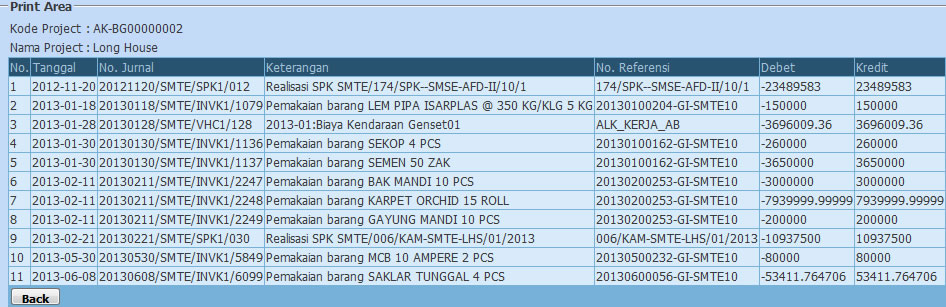 Print Area
Kode Project : AK-BG00000002
Nama Project : Long House
No. Tanggal No. Jurnal Keterangan No. Referensi Debet Kredit
1 2012-11-20 20121120/SMTE/SPK1/012 Realisasi SPK SMTE/174/SPK--SMSE-AFD-II/10/1 174/SPK--SMSE-AFD-II/10/1 -23489583 23489583
2 2013-01-18 20130118/SMTE/INVK1/1079 Pemakaian barang LEM PIPA ISARPLAS @ 350 KG/KLG 5 KG 20130100204-GI-SMTE10 -150000 150000
3 2013-01-28 20130128/SMTE/VHC1/128 2013-01:Biaya Kendaraan Genset01 ALK_KERJA_AB -3696009.36 3696009.36
4 2013-01-30 20130130/SMTE/INVK1/1136 Pemakaian barang SEKOP 4 PCS 20130100162-GI-SMTE10 -260000 260000
5 2013-01-30 20130130/SMTE/INVK1/1137 Pemakaian barang SEMEN 50 ZAK 20130100162-GI-SMTE10 -3650000 3650000
6 2013-02-11 20130211/SMTE/INVK1/2247 Pemakaian barang BAK MANDI 10 PCS 20130200253-GI-SMTE10 -3000000 3000000
7 2013-02-11 20130211/SMTE/INVK1/2248 Pemakaian barang KARPET ORCHID 15 ROLL 20130200253-GI-SMTE10 -7939999.99999 7939999.99999
8 2013-02-11 20130211/SMTE/INVK1/2249 Pemakaian barang GAYUNG MANDI 10 PCS 20130200253-GI-SMTE10 -200000 200000
9 2013-02-21 20130221/SMTE/SPK1/030 Realisasi SPK SMTE/006/KAM-SMTE-LHS/01/2013 006/KAM-SMTE-LHS/01/2013 -10937500 10937500
10 2013-05-30 20130530/SMTE/INVK1/5849 Pemakaian barang MCB 10 AMPERE 2 PCS 20130500232-GI-SMTE10 -80000 80000
11 2013-06-08 20130608/SMTE/INVK1/6099 Pemakaian barang SAKLAR TUNGGAL 4 PCS 20130600056-GI-SMTE10 -53411.764706 53411.764706
Back